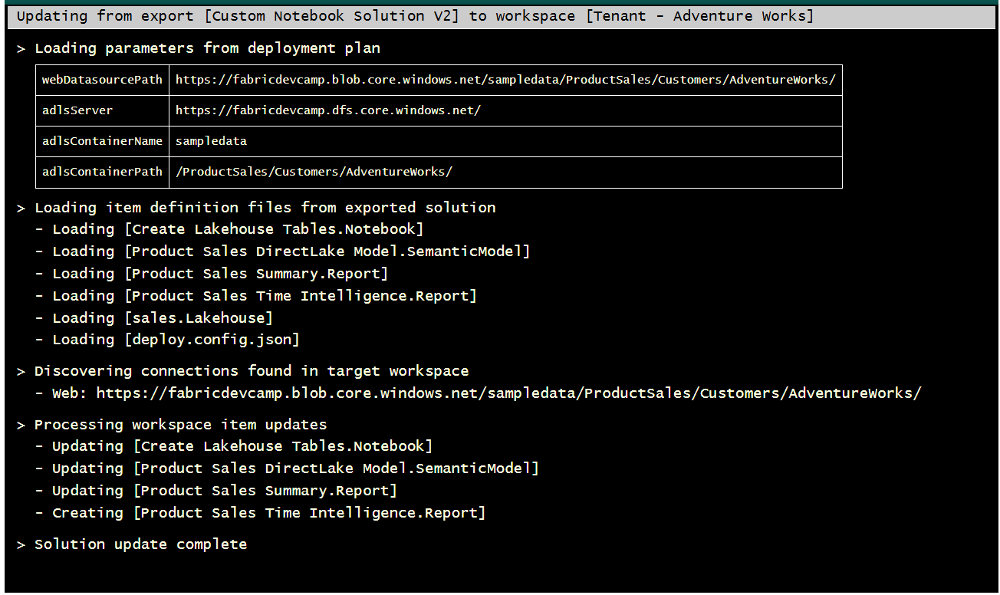 Updating from export [Custom Notebook Solution V2] to workspace [Tenant - Adventure Works]
> Loading parameters from deployment plan
webDatasourcePath https://fabricdevcamp.blob.core.windows.net/sampledata/ProductSales/Customers/AdventureWorks/
adlsServer https://fabricdevcamp.dfs.core.windows.net/
adlsContainerName sampledata
adlsContainerPath /ProductSales/Customers/AdventureWorks/
> Loading item definition files from exported solution
- Loading [Create Lakehouse Tables.Notebook]
- Loading [Product Sales DirectLake Model.SemanticModel]
- Loading [Product Sales Summary.Report]
- Loading [Product Sales Time Intelligence.Report]
- Loading [sales.Lakehouse]
- Loading [deploy.config.json]
> Discovering connections found in target workspace
- Web: https://fabricdevcamp.blob.core.windows.net/sampledata/ProductSales/Customers/AdventureWorks/
> Processing workspace item updates
- Updating [Create Lakehouse Tables.Notebook]
- Updating [Product Sales DirectLake Model.SemanticModel]
- Updating [Product Sales Summary.Report]
- Creating [Product Sales Time Intelligence.Report]
> Solution update complete